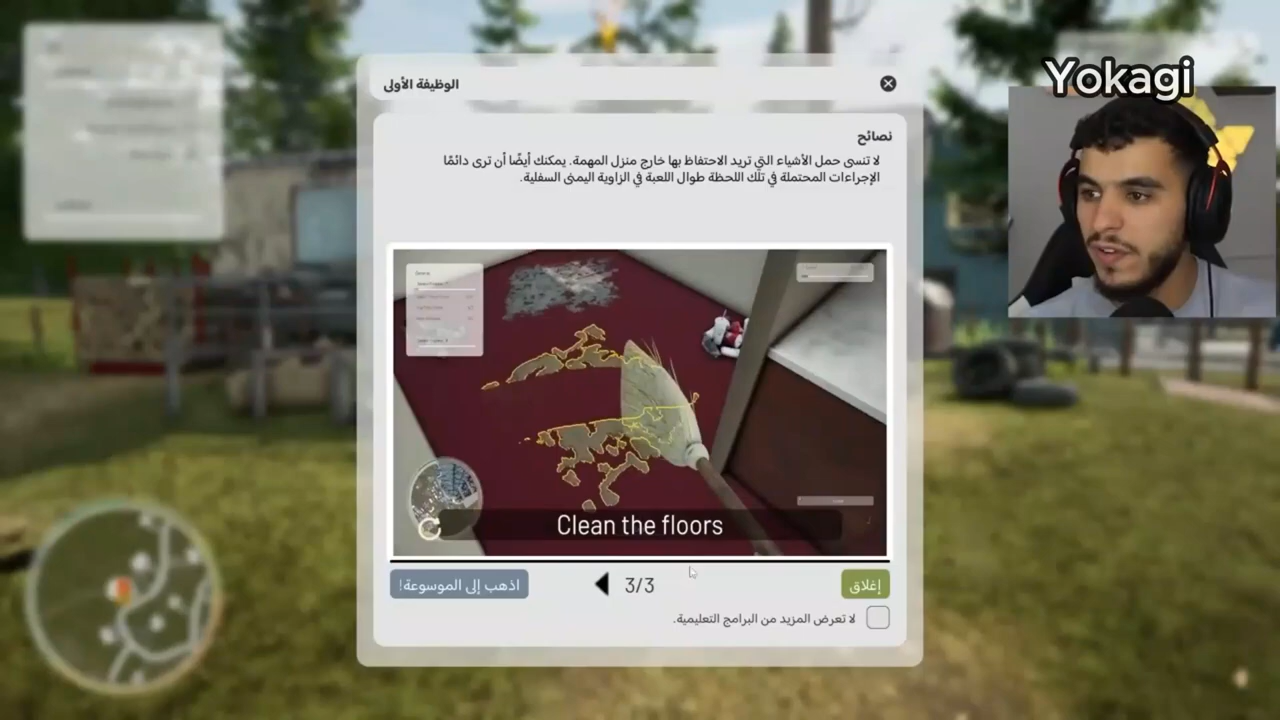 Yokagi
الوظيفة الأولى
نصائح
لا تنسى حمل الأشياء التي تريد الاحتفاظ بها خارج منزل المهمة. يمكنك أيضًا أن ترى دائمًا
الإجراءات المحتملة في تلك اللحظة طوال اللعبة في الزاوية اليمنى السفلية.
Clean the floors
اذهب إلى الموسوعة!
3/3
إغلاق
لا تعرض المزيد من البرامج التعليمية.